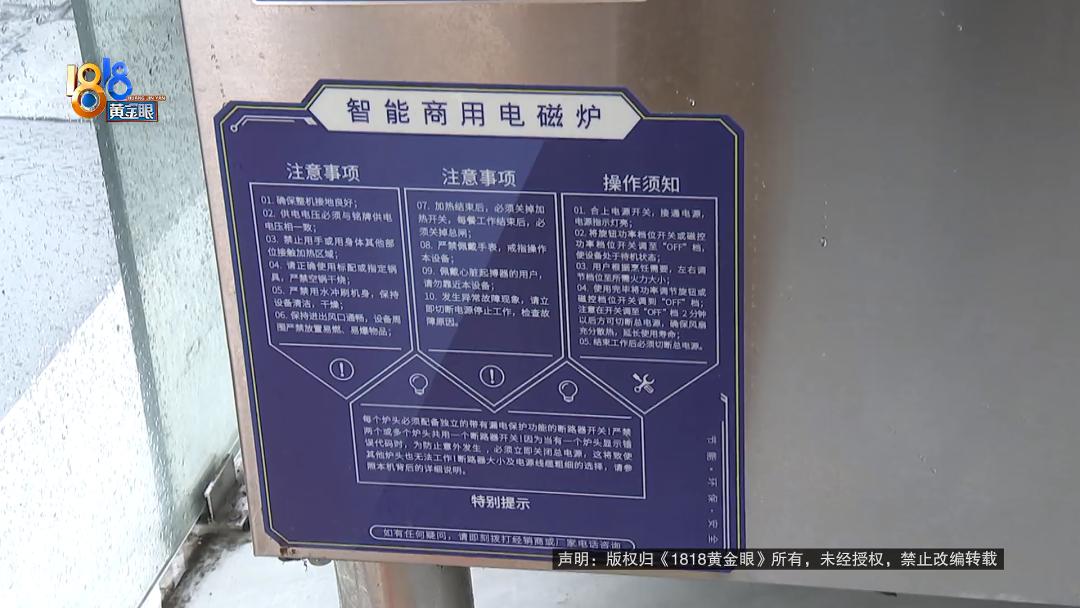 1818
HUANG JIN YAN
黄金眼
智能商用电磁炉
注意事项
01. 确保整机接地良好；
02. 供电电压必须与铭牌供电
电压相一致；
03. 禁止用手或用身体其他部
位接触加热区域；
04. 请正确使用标配或指定锅
具，严禁空锅干烧；
05. 严禁用水冲刷机身，保持
设备清洁，干燥；
06. 保持进出风口通畅，设备周
围严禁放置易燃、易爆物品；
注意事项
07. 加热结束后，必须关掉加
热开关，每餐工作结束后，必
须关掉总闸；
08. 严禁佩戴手表，戒指操作
本设备；
09. 佩戴心脏起搏器的用户，
请勿靠近本设备；
10. 发生异常故障现象，请立
即切断电源停止工作，检查故
障原因。
操作须知
01. 合上电源开关，接通电源，
电源指示灯亮；
02. 将旋钮功率档位开关或磁控
功率档位开关调至“OFF”档，
使设备处于待机状态；
03. 用户根据烹饪需要，左右调
节档位至所需火力大小；
04. 使用完毕将功率调节旋钮或
磁控档位开关调到“OFF”档；
注意在开关调至“OFF”档2分钟
以后方可切断总电源，确保风扇
充分散热，延长使用寿命；
05. 结束工作后必须切断总电源。
每个炉头必须配备独立的带有漏电保护功能的断路器开关！严禁
两个或多个炉头共用一个断路器开关！因为当有一个炉头显示错
误代码时，为防止意外发生，必须立即关闭总电源，这将致使
其他炉头也无法工作！断路器大小及电源线缆粗细的选择，请参
照本机背后的详细说明。
特别提示
如有任何疑问，请即刻拨打经销商或厂家电话咨询
节能·环保·安全
声明：版权归《1818黄金眼》所有，未经授权，禁止改编转载